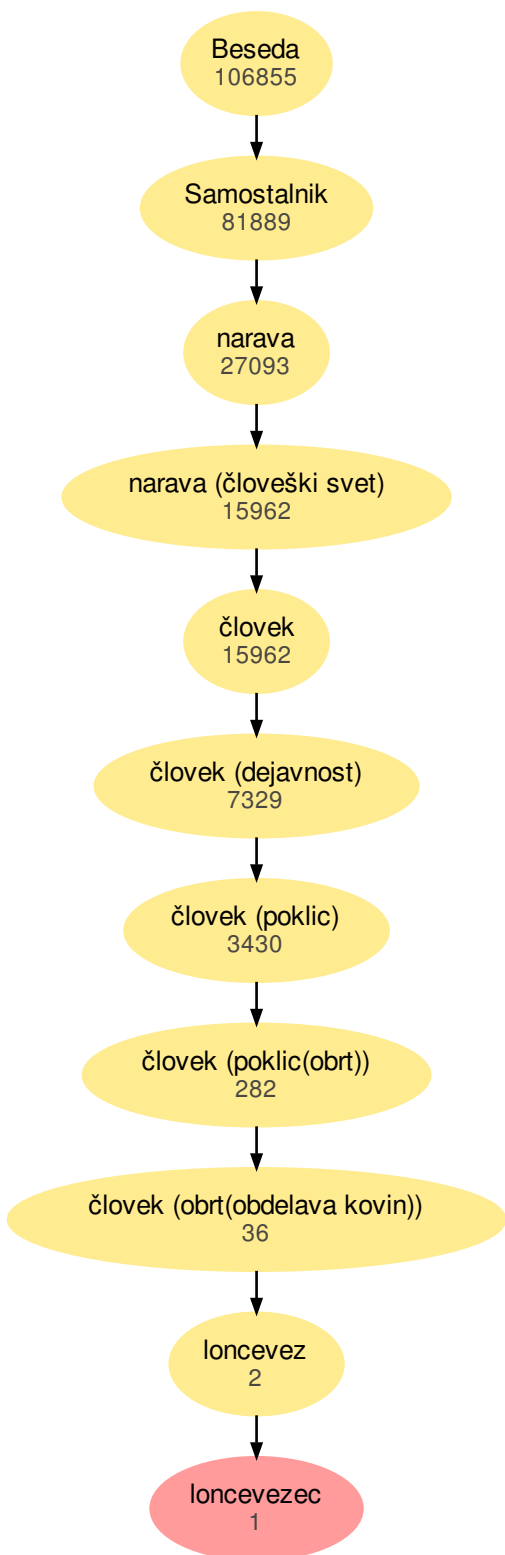 Beseda
106855
Samostalnik
81889
narava
27093
narava (človeški svet)
15962
človek
15962
človek (dejavnost)
7329
človek (poklic)
3430
človek (poklic(obrt))
282
človek (obrt(obdelava kovin))
36
loncevez
2
loncevezec
1